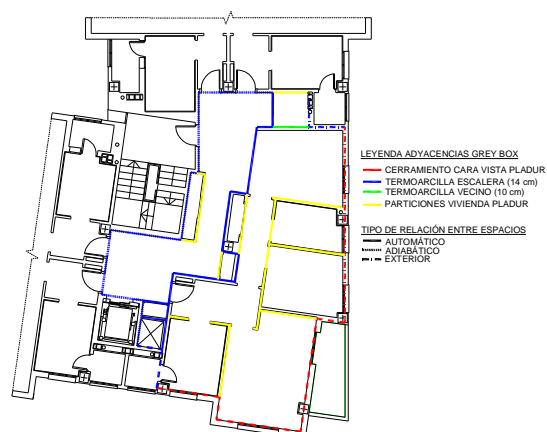 LEYENDA ADYACENCIAS GREY BOX
CERRAMIENTO CARA VISTA PLADUR
TERMOARCILLA ESCALERA (14 cm)
TERMOARCILLA VECINO (10 cm)
PARTICIONES VIVIENDA PLADUR
TIPO DE RELACIÓN ENTRE ESPACIOS
AUTOMÁTICO
ADIABÁTICO
EXTERIOR